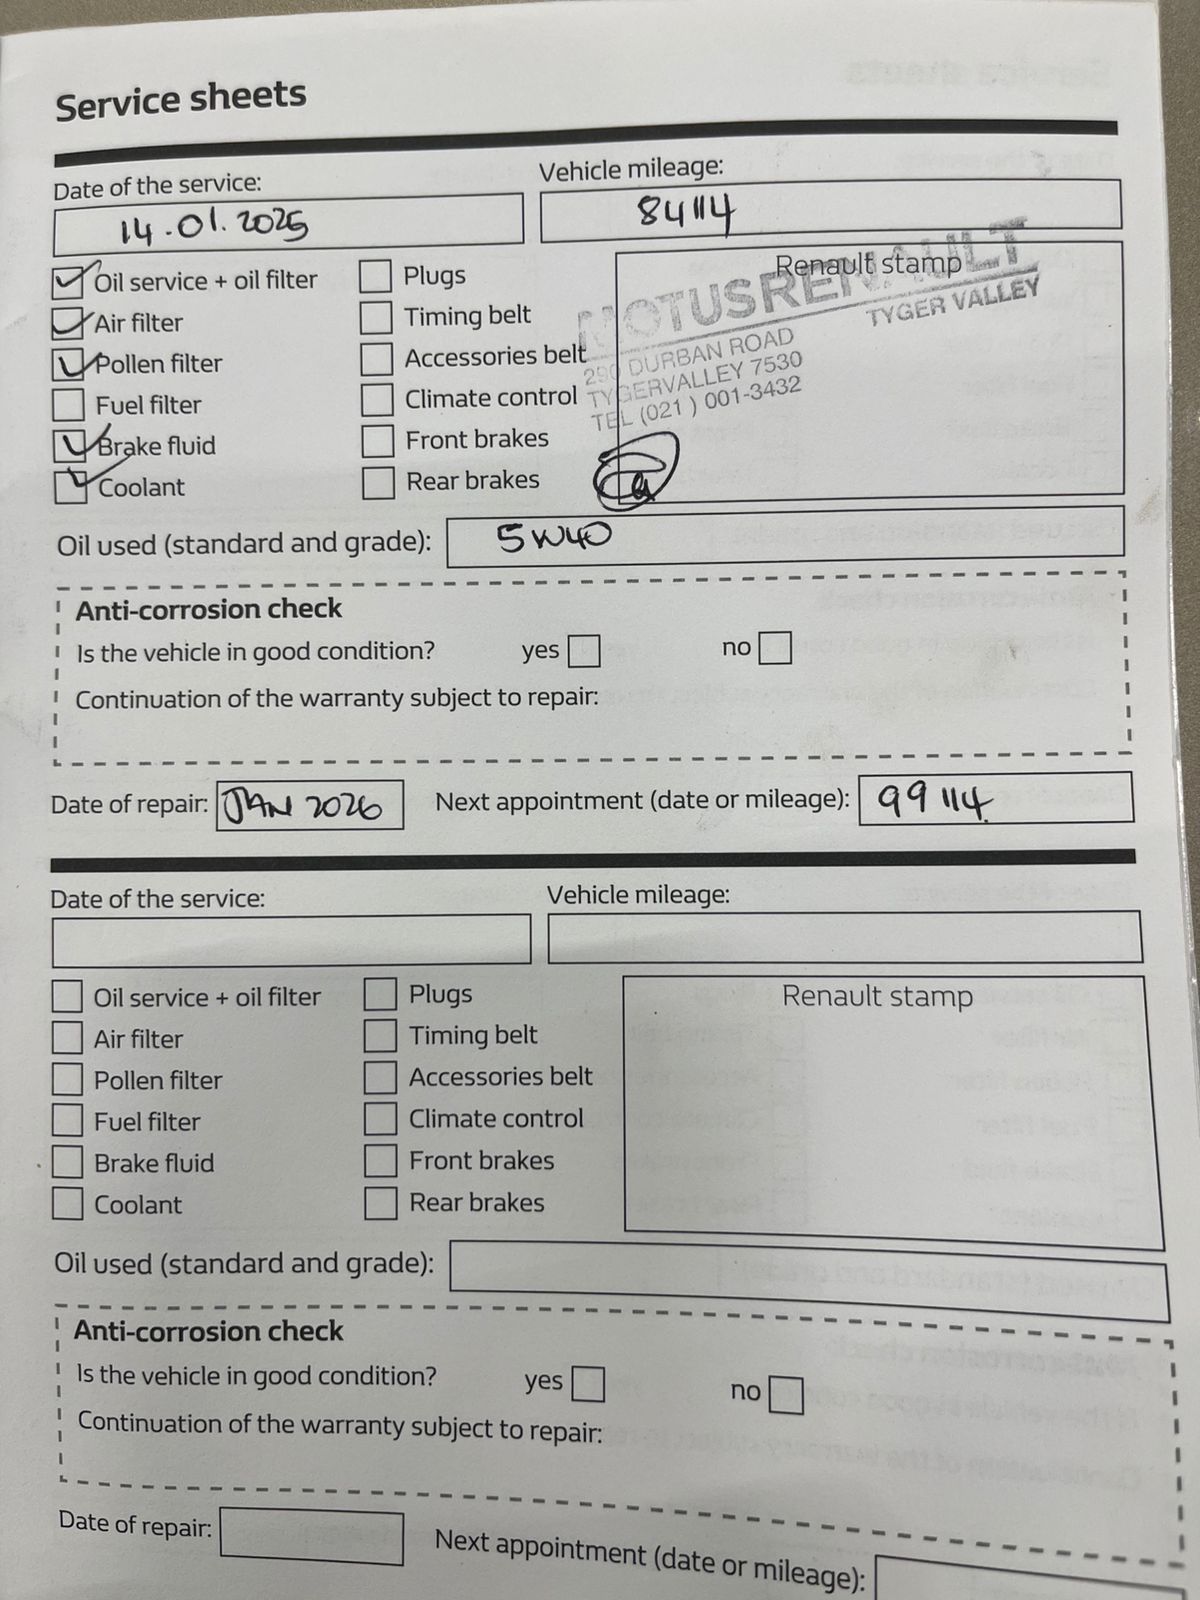 Service sheets
Date of the service:
Vehicle mileage:
14.01.2025
84114
Oil service + oil filter
Plugs
Renault stamp
MOTUS RENAULT
TYGER VALLEY
Air filter
Timing belt
290 DURBAN ROAD
Pollen filter
Accessories belt
TYGERVALLEY 7530
Fuel filter
Climate control
TEL (021 ) 001-3432
Brake fluid
Front brakes
Coolant
Rear brakes
Oil used (standard and grade):
5W40
Anti-corrosion check
Is the vehicle in good condition?
yes
no
Continuation of the warranty subject to repair:
Date of repair:
JAN 2026
Next appointment (date or mileage):
99114
Date of the service:
Vehicle mileage:
Oil service + oil filter
Plugs
Renault stamp
Air filter
Timing belt
Pollen filter
Accessories belt
Fuel filter
Climate control
Brake fluid
Front brakes
Coolant
Rear brakes
Oil used (standard and grade):
Anti-corrosion check
Is the vehicle in good condition?
yes
no
Continuation of the warranty subject to repair:
Date of repair:
Next appointment (date or mileage):